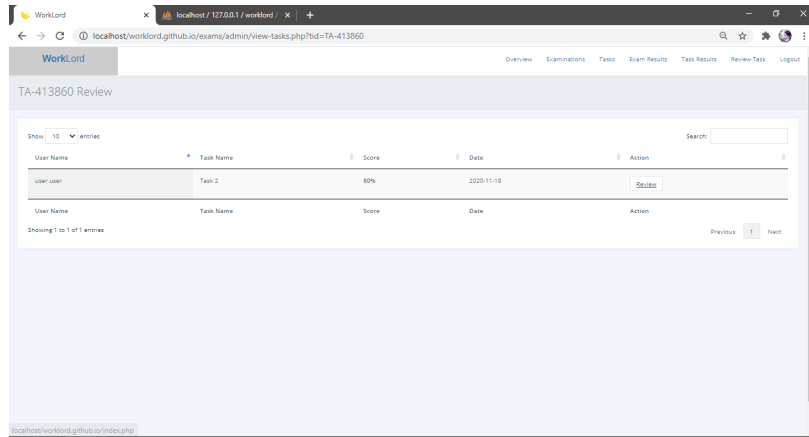 WorkLord
localhost / 127.0.0.1 / worklord /
localhost/worklord.github.io/exams/admin/view-tasks.php?tid=TA-413860
WorkLord
Overview Examinations Tasks Exam Results Task Results Review Task Logout
TA-413860 Review
Show 10 entries
Search:
User Name Task Name Score Date Action
user user Task 2 80% 2020-11-18 Review
User Name Task Name Score Date Action
Showing 1 to 1 of 1 entries
Previous 1 Next
localhost/worklord.github.io/index.php